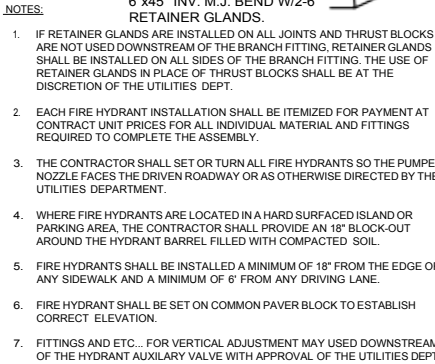 6"x45° INV. M.J. BEND W/2-6"
NOTES:
RETAINER GLANDS.
1. IF RETAINER GLANDS ARE INSTALLED ON ALL JOINTS AND THRUST BLOCKS
ARE NOT USED DOWNSTREAM OF THE BRANCH FITTING, RETAINER GLANDS
SHALL BE INSTALLED ON ALL SIDES OF THE BRANCH FITTING. THE USE OF
RETAINER GLANDS IN PLACE OF THRUST BLOCKS SHALL BE AT THE
DISCRETION OF THE UTILITIES DEPT.
2. EACH FIRE HYDRANT INSTALLATION SHALL BE ITEMIZED FOR PAYMENT AT
CONTRACT UNIT PRICES FOR ALL INDIVIDUAL MATERIAL AND FITTINGS
REQUIRED TO COMPLETE THE ASSEMBLY.
3. THE CONTRACTOR SHALL SET OR TURN ALL FIRE HYDRANTS SO THE PUMPE
NOZZLE FACES THE DRIVEN ROADWAY OR AS OTHERWISE DIRECTED BY THE
UTILITIES DEPARTMENT.
4. WHERE FIRE HYDRANTS ARE LOCATED IN A HARD SURFACED ISLAND OR
PARKING AREA, THE CONTRACTOR SHALL PROVIDE AN 18" BLOCK-OUT
AROUND THE HYDRANT BARREL FILLED WITH COMPACTED SOIL.
5. FIRE HYDRANTS SHALL BE INSTALLED A MINIMUM OF 18" FROM THE EDGE OF
ANY SIDEWALK AND A MINIMUM OF 6' FROM ANY DRIVING LANE.
6. FIRE HYDRANT SHALL BE SET ON COMMON PAVER BLOCK TO ESTABLISH
CORRECT ELEVATION.
7. FITTINGS AND ETC... FOR VERTICAL ADJUSTMENT MAY USED DOWNSTREAM
OF THE HYDRANT AUXILARY VALVE WITH APPROVAL OF THE UTILITIES DEPT